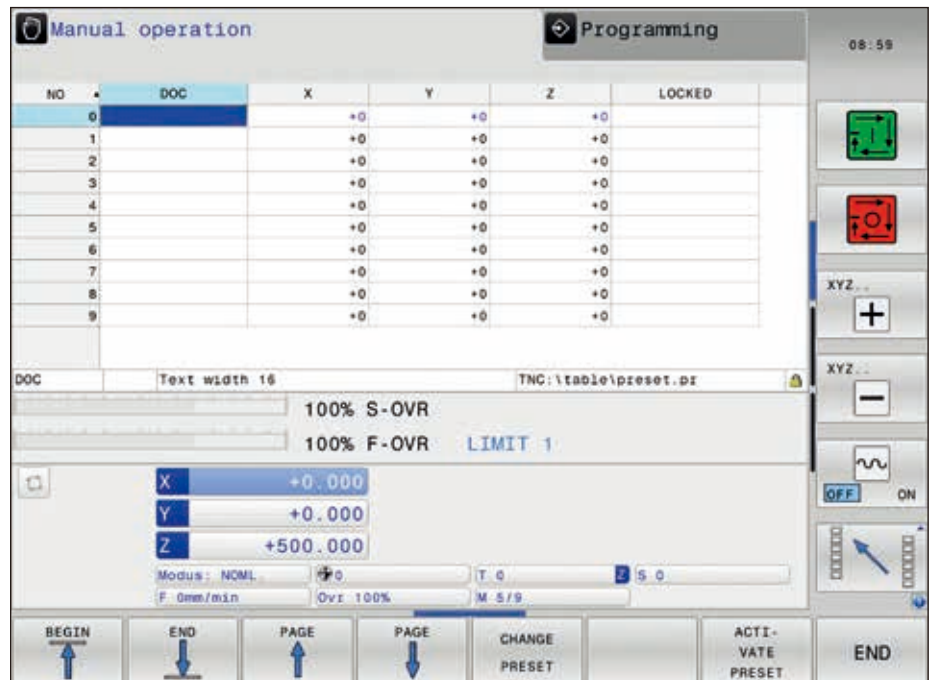 Manual operation
Programming
08:59
NO DOC X Y Z LOCKED
0 +0 +0 +0
1 +0 +0 +0
2 +0 +0 +0
3 +0 +0 +0
4 +0 +0 +0
5 +0 +0 +0
6 +0 +0 +0
7 +0 +0 +0
8 +0 +0 +0
9 +0 +0 +0
DOC Text width 16 TNC:\table\preset.pr
100% S-OVR
100% F-OVR LIMIT 1
X +0.000
Y +0.000
Z +500.000
Modus: NOML. 0 T 0 Z S 0
F 0mm/min Ovr 100% M 5/9
XYZ..
+
XYZ..
−
OFF ON
BEGIN
END
PAGE
PAGE
CHANGE
PRESET
ACTI-
VATE
PRESET
END